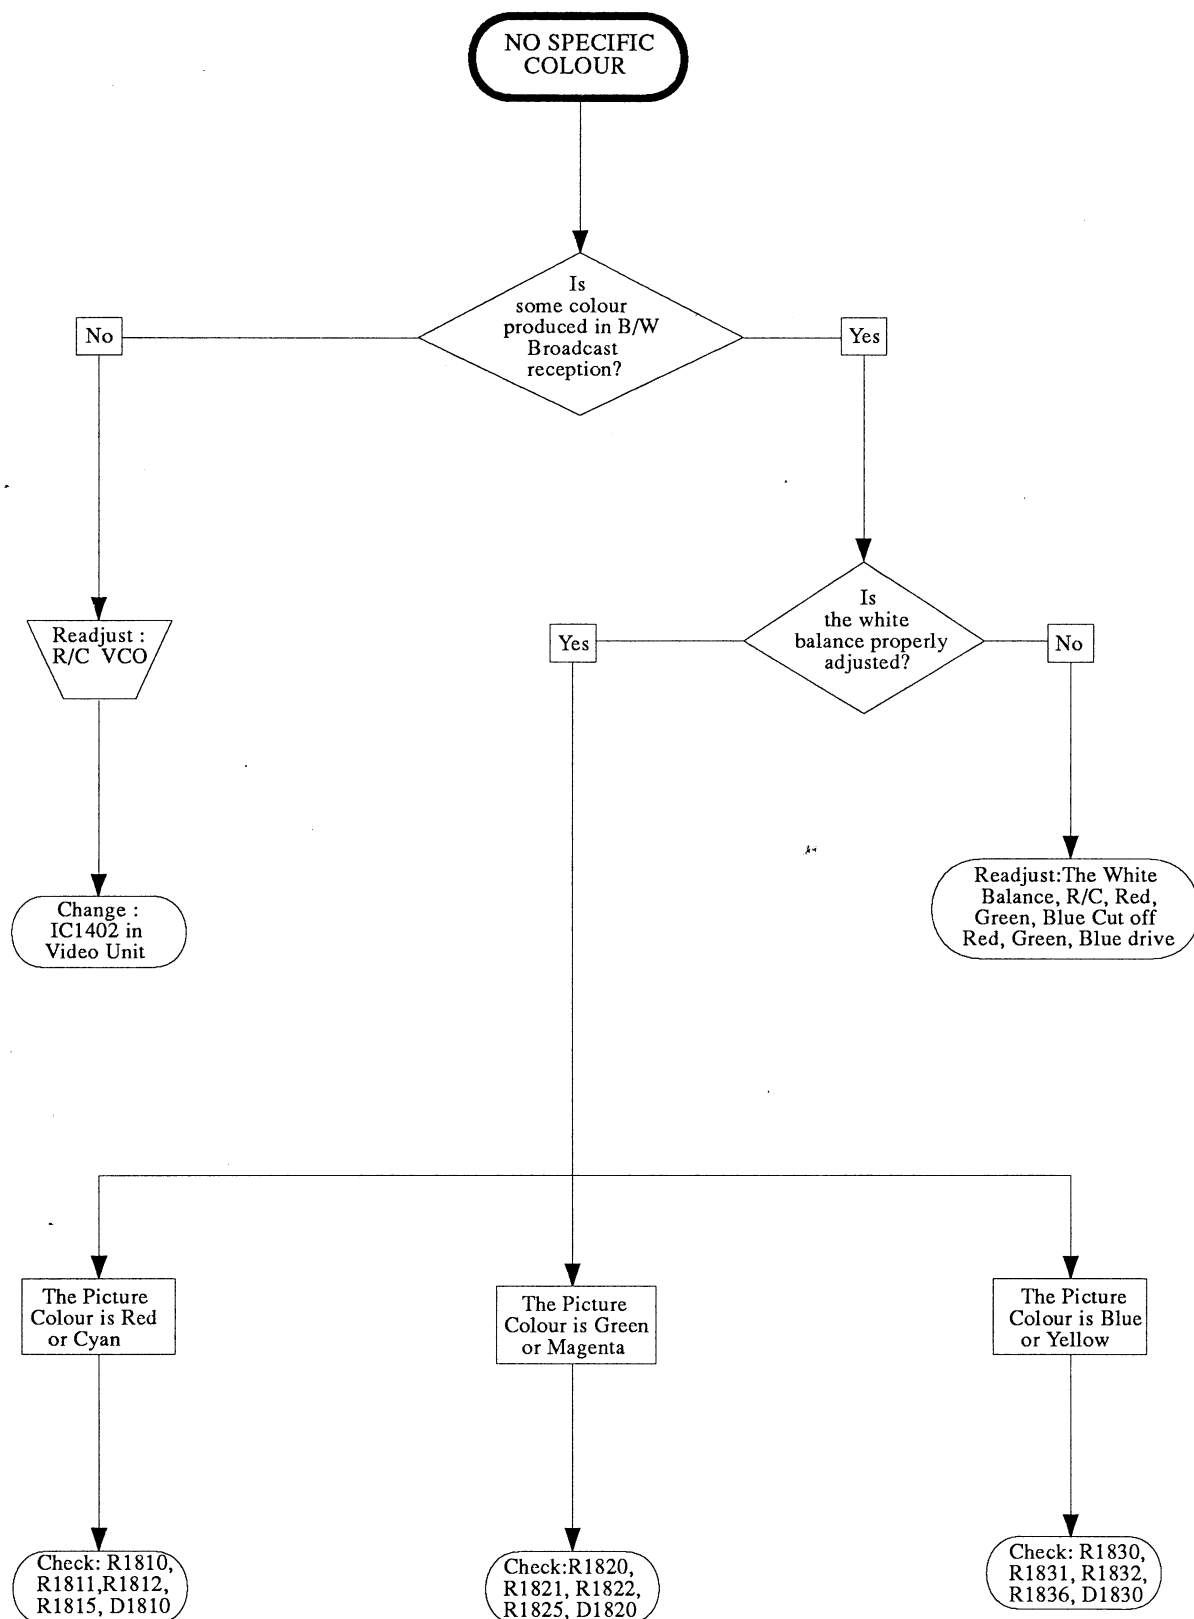 NO SPECIFIC
COLOUR
Is
some colour
produced in B/W
Broadcast
reception?
No
Yes
Readjust :
R/C VCO
Is
the white
balance properly
adjusted?
Yes
No
Change :
IC1402 in
Video Unit
Readjust:The White
Balance, R/C, Red,
Green, Blue Cut off
Red, Green, Blue drive
The Picture
Colour is Red
or Cyan
The Picture
Colour is Green
or Magenta
The Picture
Colour is Blue
or Yellow
Check: R1810,
R1811,R1812,
R1815, D1810
Check:R1820,
R1821, R1822,
R1825, D1820
Check: R1830,
R1831, R1832,
R1836, D1830